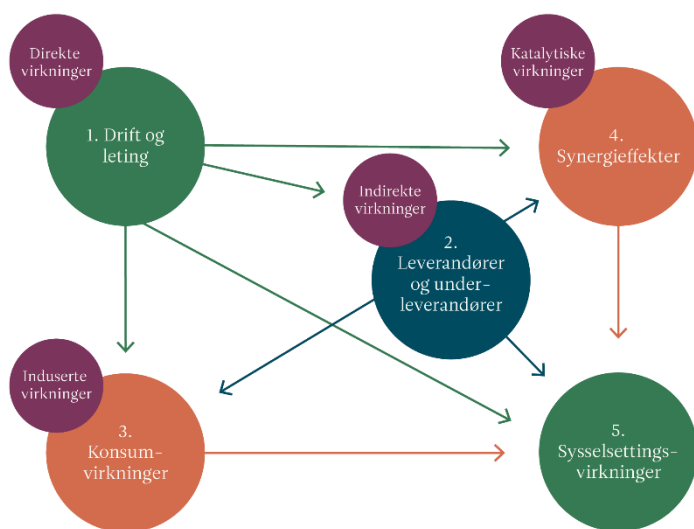 Direkte
virkninger
1. Drift og
leting
Katalytiske
virkninger
4.
Synergieffekter
Indirekte
virkninger
2.
Leverandører
og under-
leverandører
Induserte
virkninger
3.
Konsum-
virkninger
5.
Sysselsettings-
virkninger